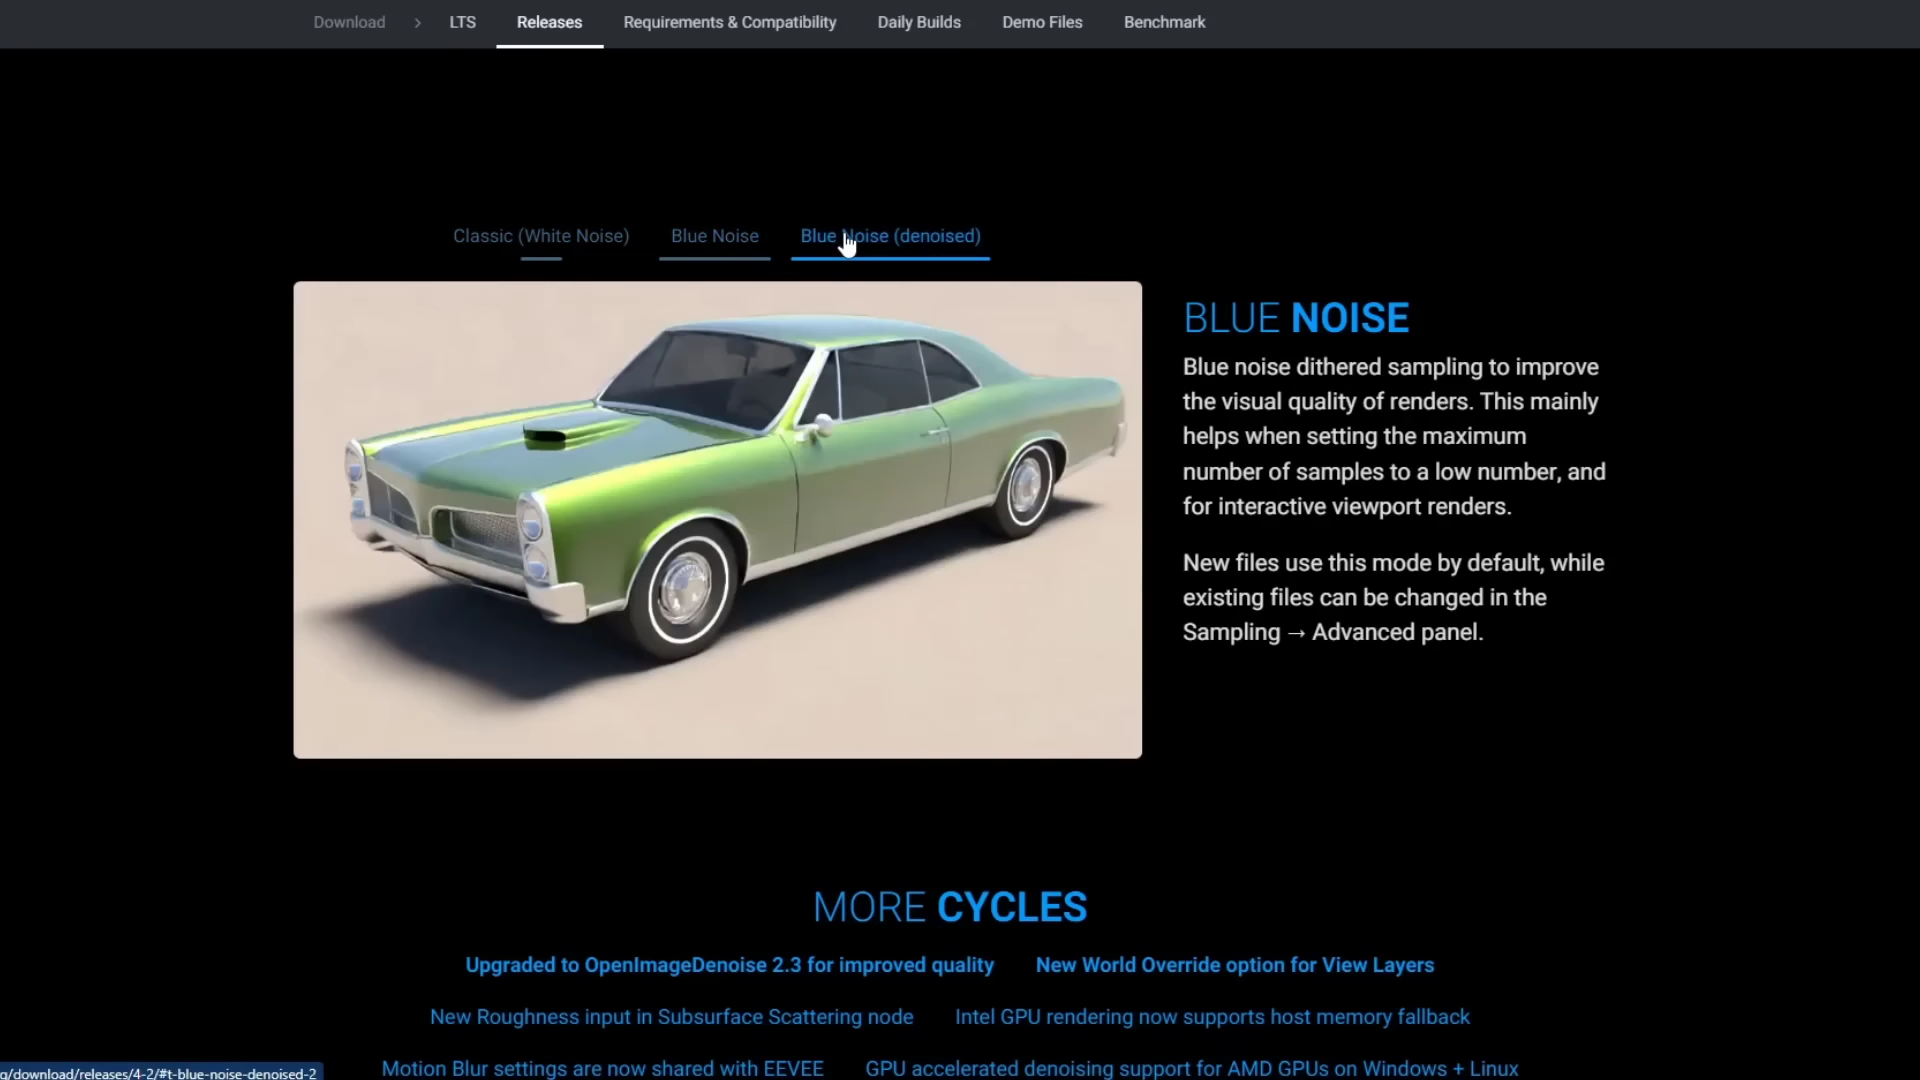 Download > LTS Releases Requirements & Compatibility Daily Builds Demo Files Benchmark
Classic (White Noise) Blue Noise Blue Noise (denoised)
BLUE NOISE
Blue noise dithered sampling to improve
the visual quality of renders. This mainly
helps when setting the maximum
number of samples to a low number, and
for interactive viewport renders.
New files use this mode by default, while
existing files can be changed in the
Sampling → Advanced panel.
MORE CYCLES
Upgraded to OpenImageDenoise 2.3 for improved quality New World Override option for View Layers
New Roughness input in Subsurface Scattering node Intel GPU rendering now supports host memory fallback
Motion Blur settings are now shared with EEVEE GPU accelerated denoising support for AMD GPUs on Windows + Linux
g/download/releases/4-2/#t-blue-noise-denoised-2